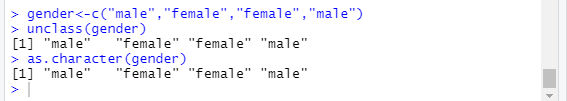 > gender<-c("male","female","female","male")
> unclass(gender)
[1] "male"   "female" "female" "male"
> as.character(gender)
[1] "male"   "female" "female" "male"
>